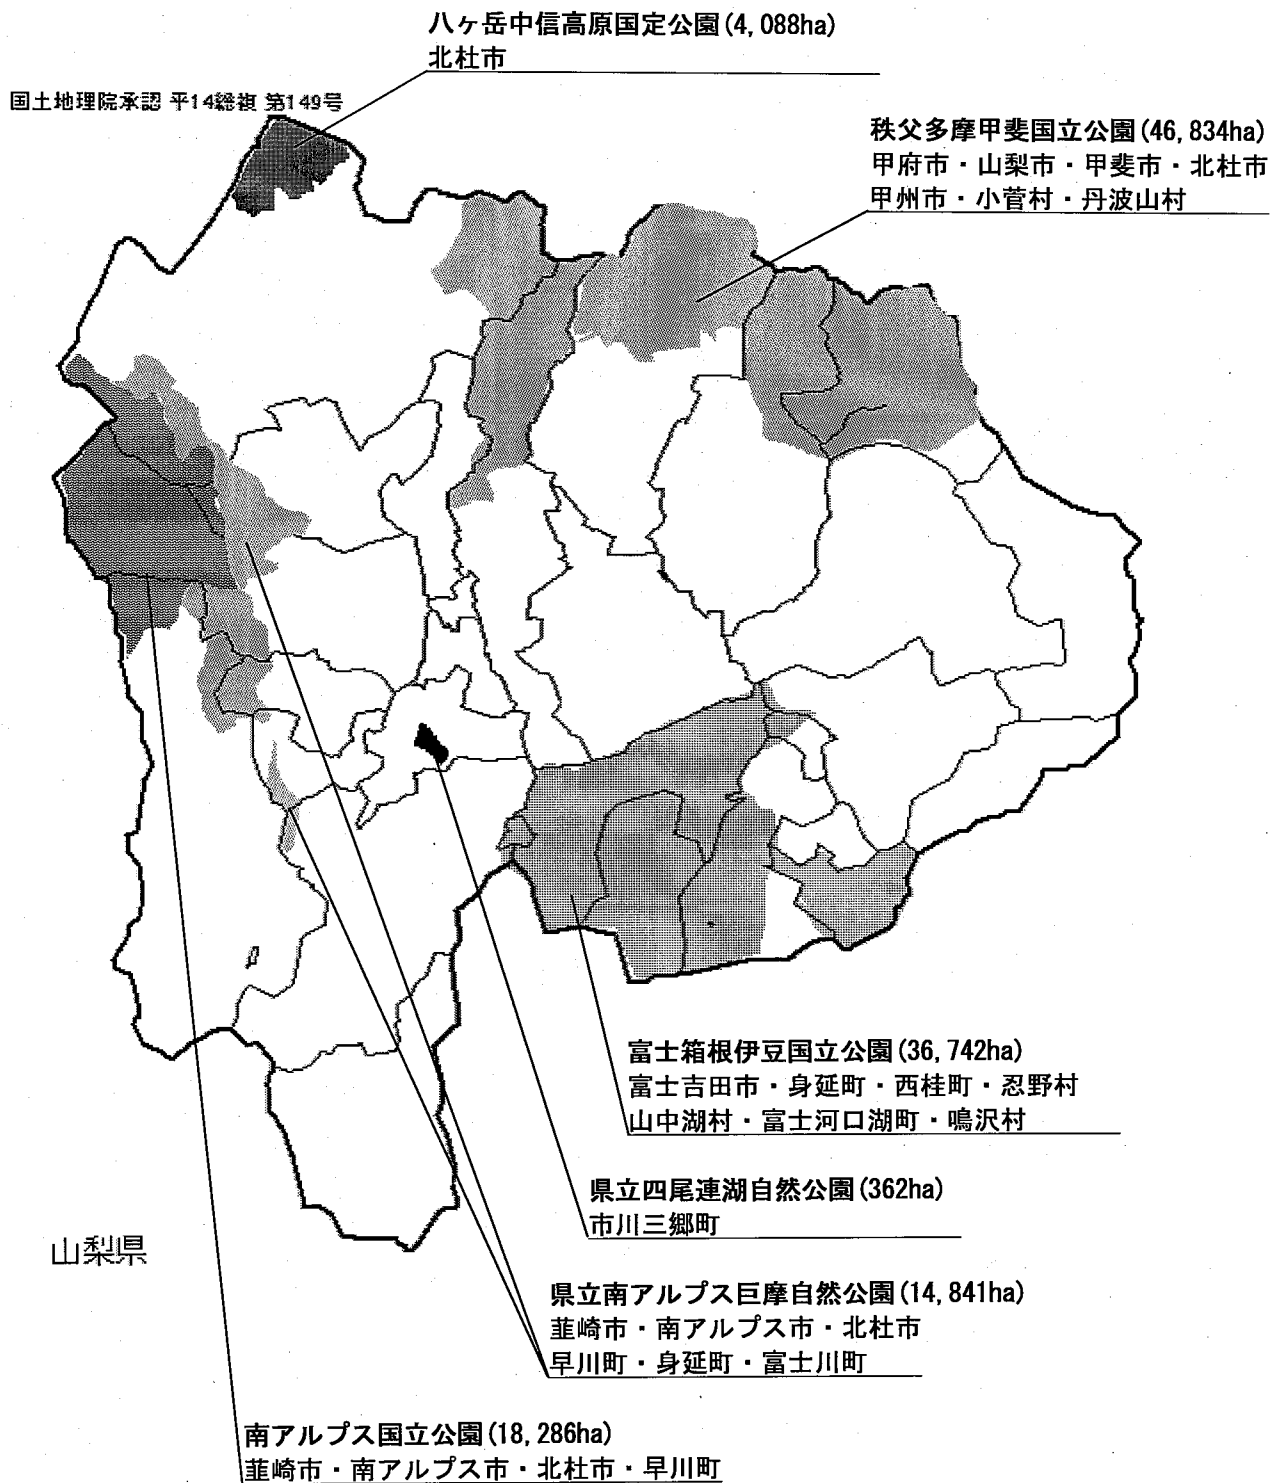 八ヶ岳中信高原国定公園(4,088ha)
北杜市
国土地理院承認 平14総複 第149号
秩父多摩甲斐国立公園(46,834ha)
甲府市・山梨市・甲斐市・北杜市
甲州市・小菅村・丹波山村
富士箱根伊豆国立公園(36,742ha)
富士吉田市・身延町・西桂町・忍野村
山中湖村・富士河口湖町・鳴沢村
県立四尾連湖自然公園(362ha)
市川三郷町
山梨県
県立南アルプス巨摩自然公園(14,841ha)
韮崎市・南アルプス市・北杜市
早川町・身延町・富士川町
南アルプス国立公園(18,286ha)
韮崎市・南アルプス市・北杜市・早川町